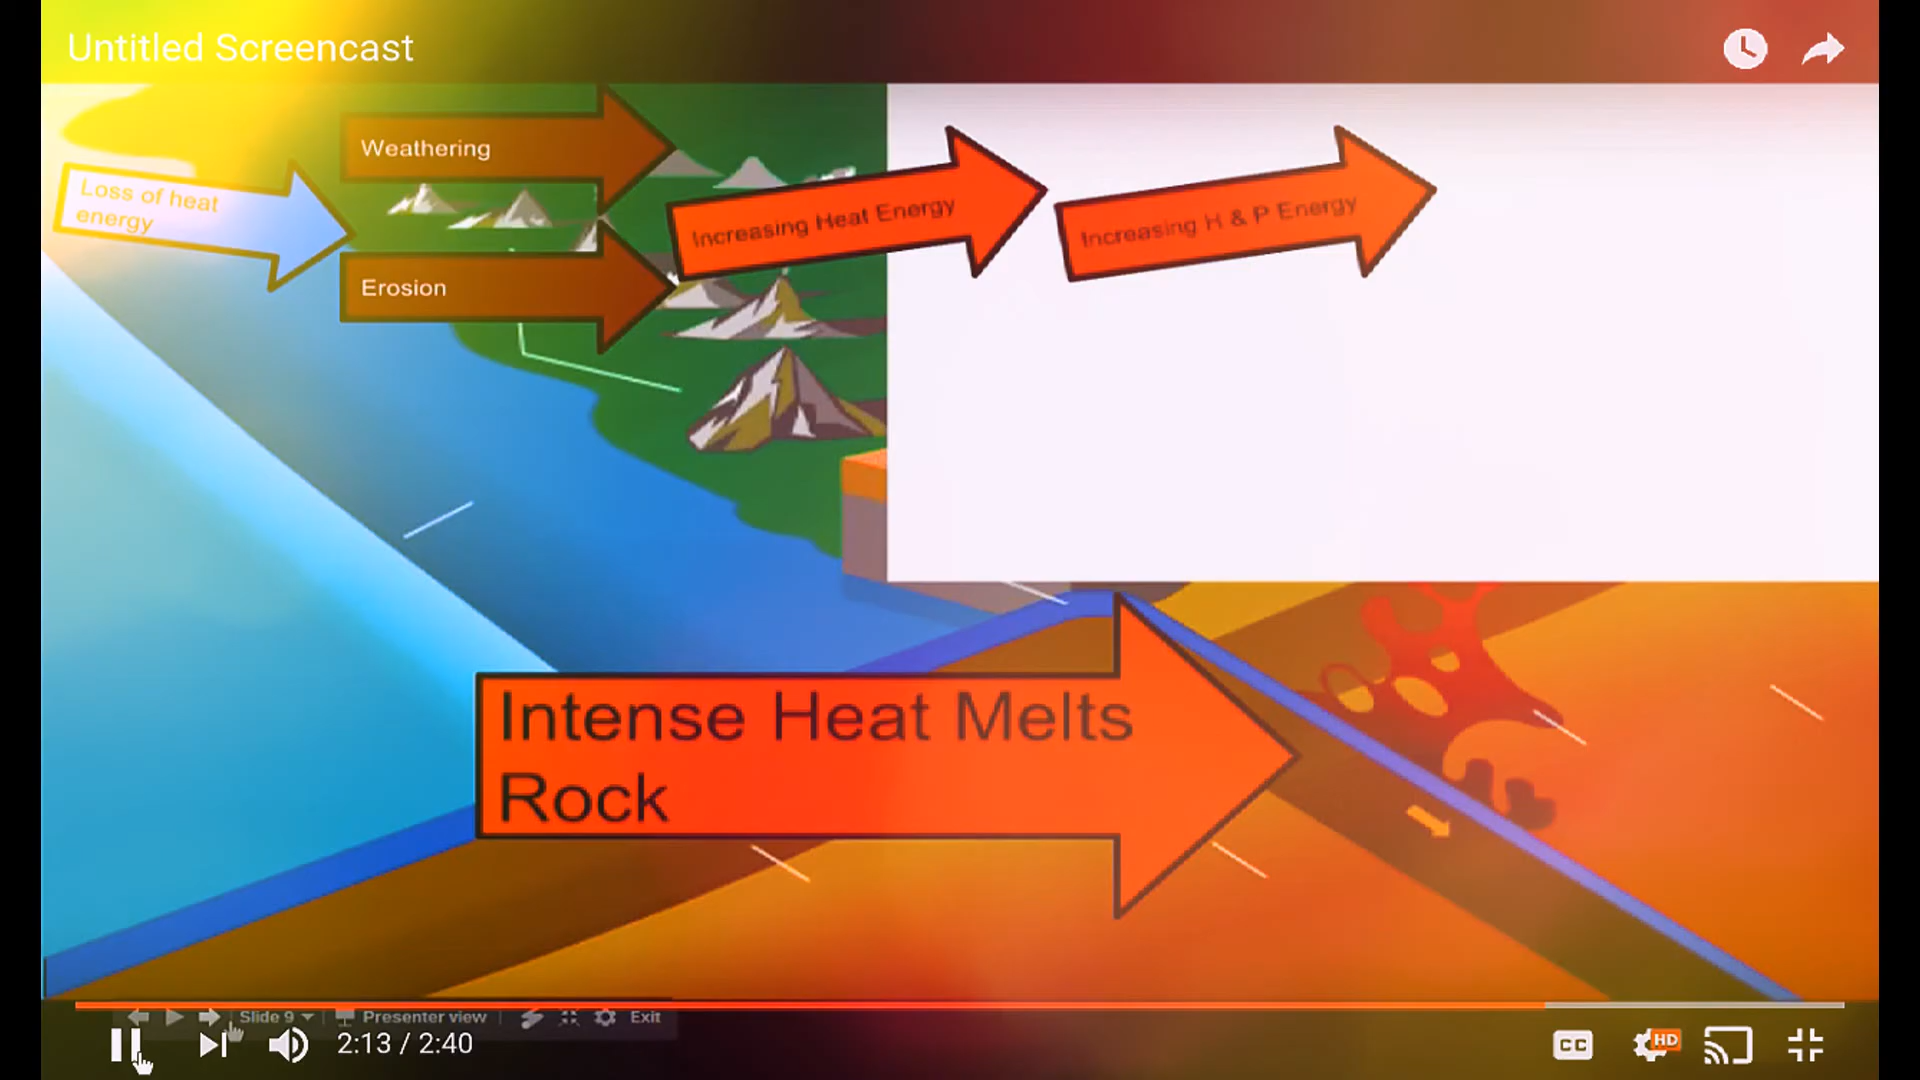 Untitled Screencast
Weathering
Loss of heat
energy
Increasing Heat Energy
Increasing H & P Energy
Erosion
Intense Heat Melts
Rock
Slide 9
Presenter view
Exit
2:13 / 2:40
CC
HD